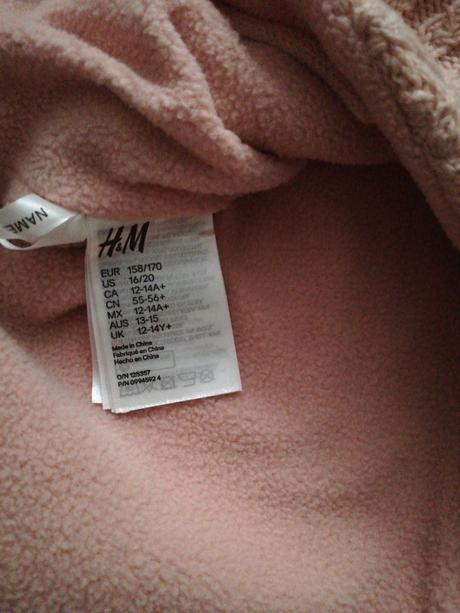 NAME
H&M
EUR 158/170
US 16/20
CA 12-14A+
CN 55-56+
MX 12-14A+
AUS 13-15
UK 12-14Y+
Made in China
Fabriqué en China
Hecho en China
O/N 125357
P/N 0994592 4